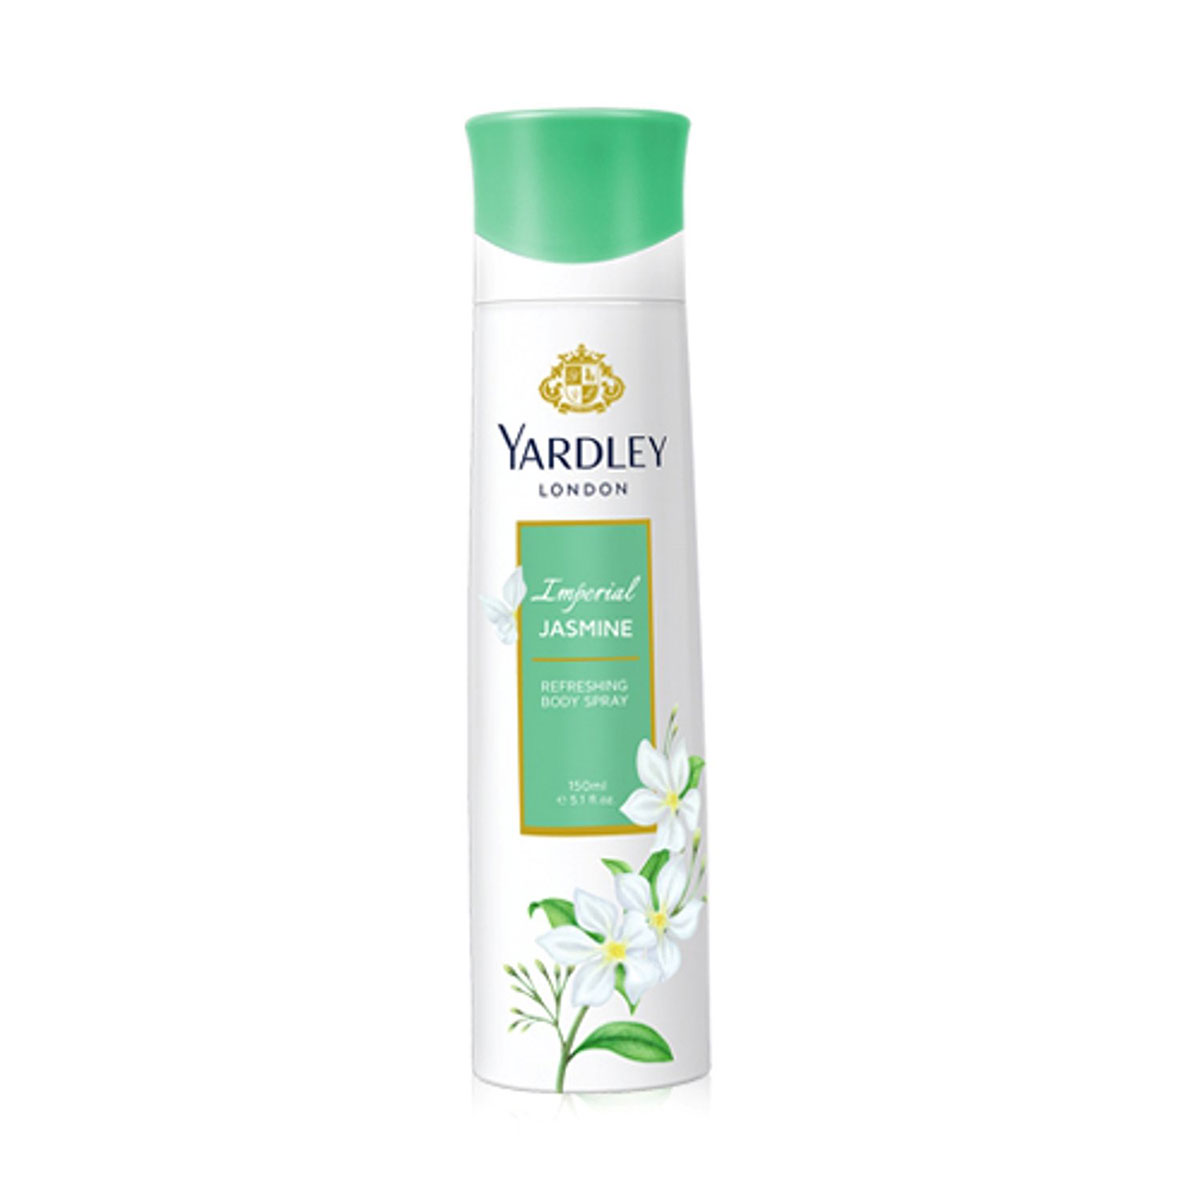 YARDLEY
LONDON
Imperial
JASMINE
REFRESHING
BODY SPRAY
150ml
℮ 5.1 fl.oz.